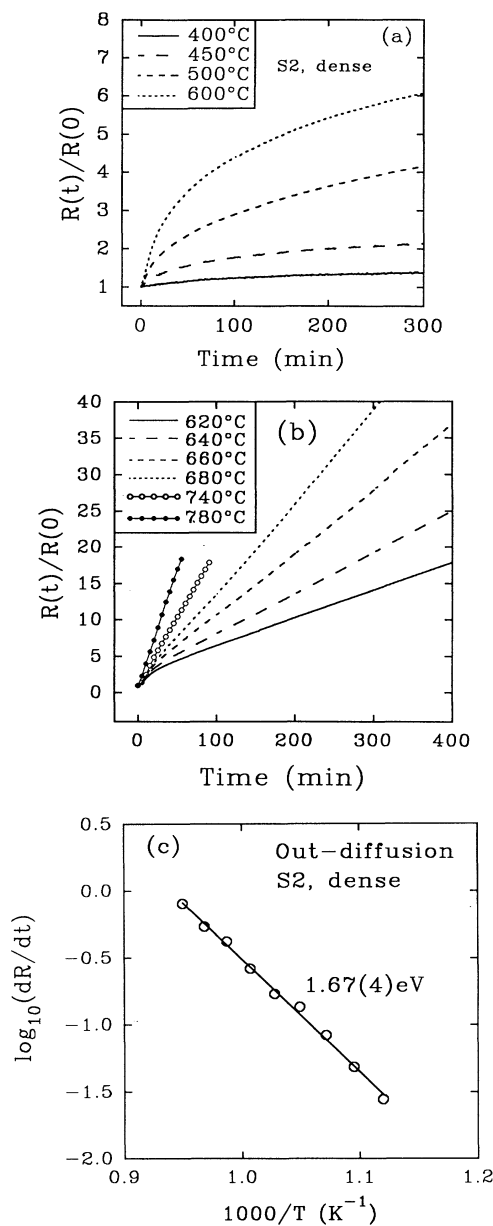 8
7
6
5
4
3
2
1
R(t)/R(0)
400°C
450°C
500°C
600°C
(a)
S2, dense
0 100 200 300
Time (min)
40
35
30
25
20
15
10
5
0
R(t)/R(0)
620°C
640°C
660°C
680°C
740°C
780°C
(b)
0 100 200 300 400
Time (min)
0.5
0.0
-0.5
-1.0
-1.5
-2.0
log10(dR/dt)
(c)
Out-diffusion
S2, dense
1.67(4)eV
0.9 1.0 1.1 1.2
1000/T (K⁻¹)